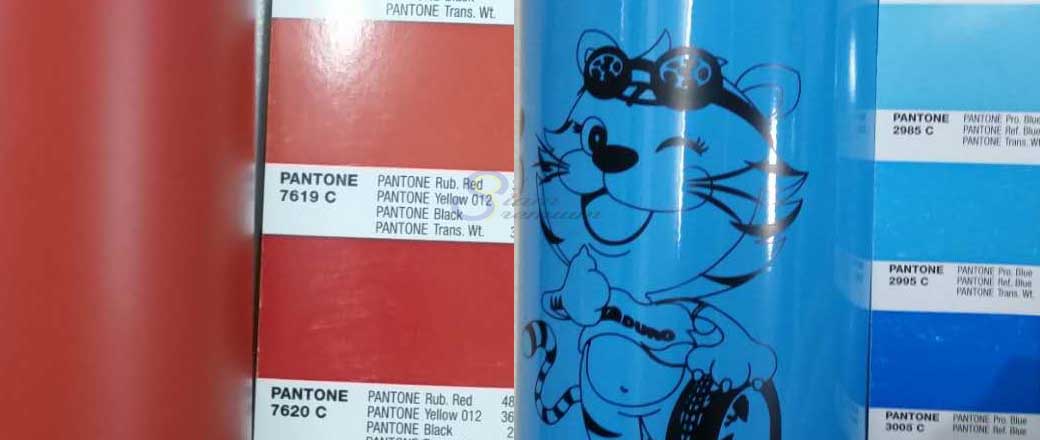 PANTONE Trans. Wt.
PANTONE
7619 C
PANTONE Rub. Red
PANTONE Yellow 012
PANTONE Black
PANTONE Trans. Wt.
PANTONE
7620 C
PANTONE Rub. Red 48
PANTONE Yellow 012 36
PANTONE Black
PANTONE
2985 C
PANTONE Pro. Blue
PANTONE Ref. Blue
PANTONE Trans. Wt
PANTONE
2995 C
PANTONE Pro. Blue
PANTONE Ref. Blue
PANTONE Trans. Wt.
PANTONE
3005 C
PANTONE Pro. Blue
PANTONE Ref. Blue